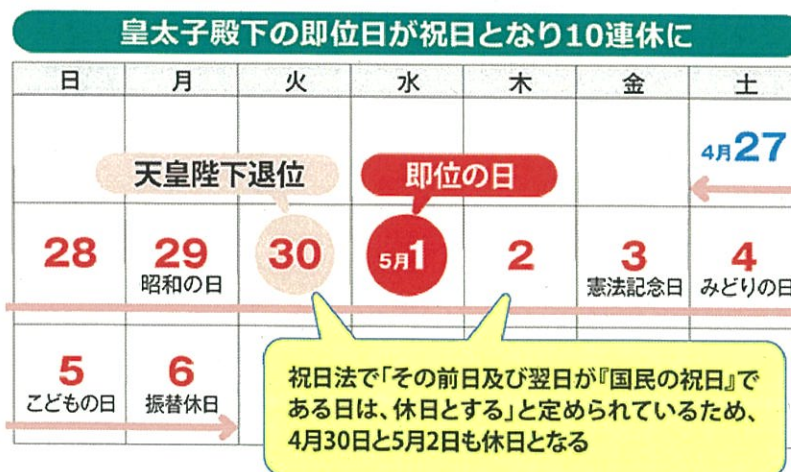 皇太子殿下の即位日が祝日となり10連休に
日 月 火 水 木 金 土
4月27
天皇陛下退位 即位の日
28 29 30 5月1 2 3 4
昭和の日 憲法記念日 みどりの日
5 6
こどもの日 振替休日
祝日法で「その前日及び翌日が『国民の祝日』で
ある日は、休日とする」と定められているため、
4月30日と5月2日も休日となる